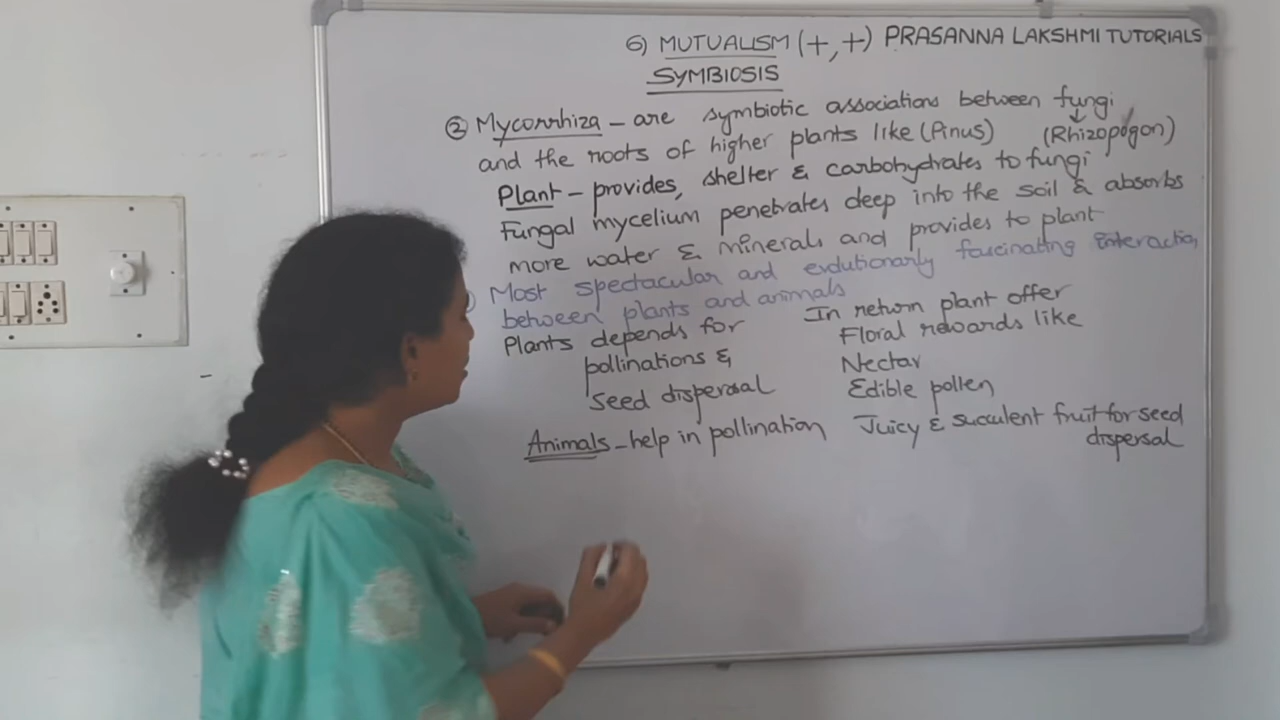 6) MUTUALISM (+,+) PRASANNA LAKSHMI TUTORIALS
SYMBIOSIS
② Mycorrhiza - are symbiotic associations between fungi
and the roots of higher plants like (Pinus) (Rhizopogon)
Plant - provides, shelter & carbohydrates to fungi
Fungal mycelium penetrates deep into the soil & absorbs
more water & minerals and provides to plant
Most spectacular and evolutionarily fascinating interaction
between plants and animals
Plants depends for
pollinations &
Seed dispersal
In return plant offer
Floral rewards like
Nectar
Edible pollen
Juicy & succulent fruit for seed
dispersal
Animals - help in pollination